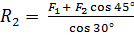 R₂ = (F₁ + F₂ cos 45°) / cos 30°